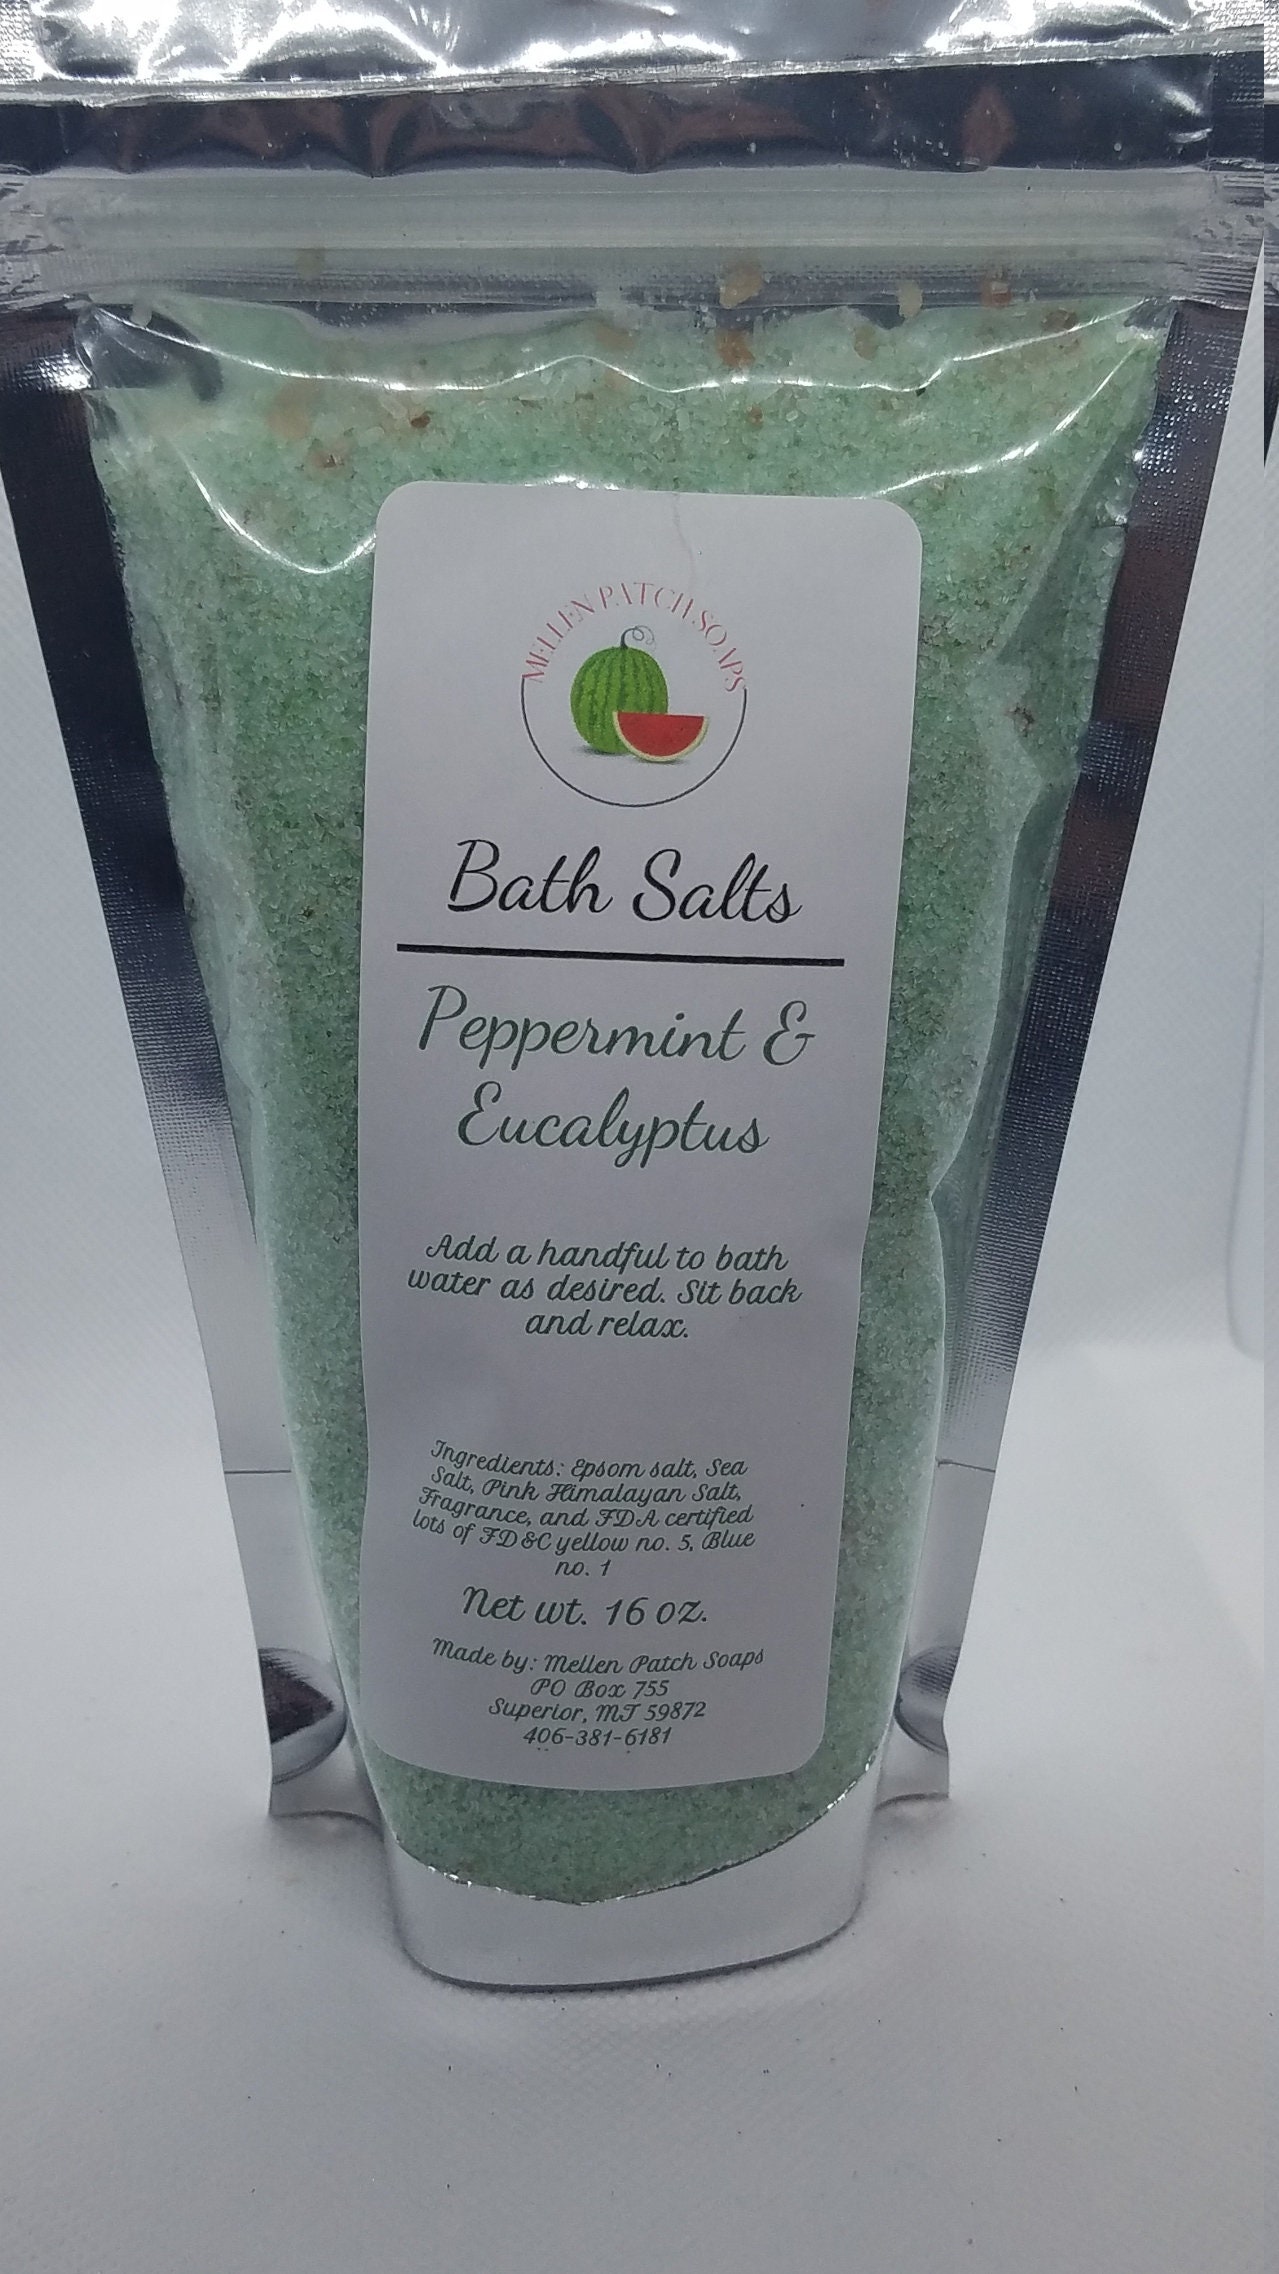 MELLEN PATCH SOAPS
Bath Salts
Peppermint &
Eucalyptus
Add a handful to bath
water as desired. Sit back
and relax.
Ingredients: Epsom salt, Sea
Salt, Pink Himalayan Salt,
Fragrance, and FDA certified
lots of FD&C yellow no. 5, Blue
no. 1
Net wt. 16 oz.
Made by: Mellen Patch Soaps
PO Box 755
Superior, MT 59872
406-381-6181